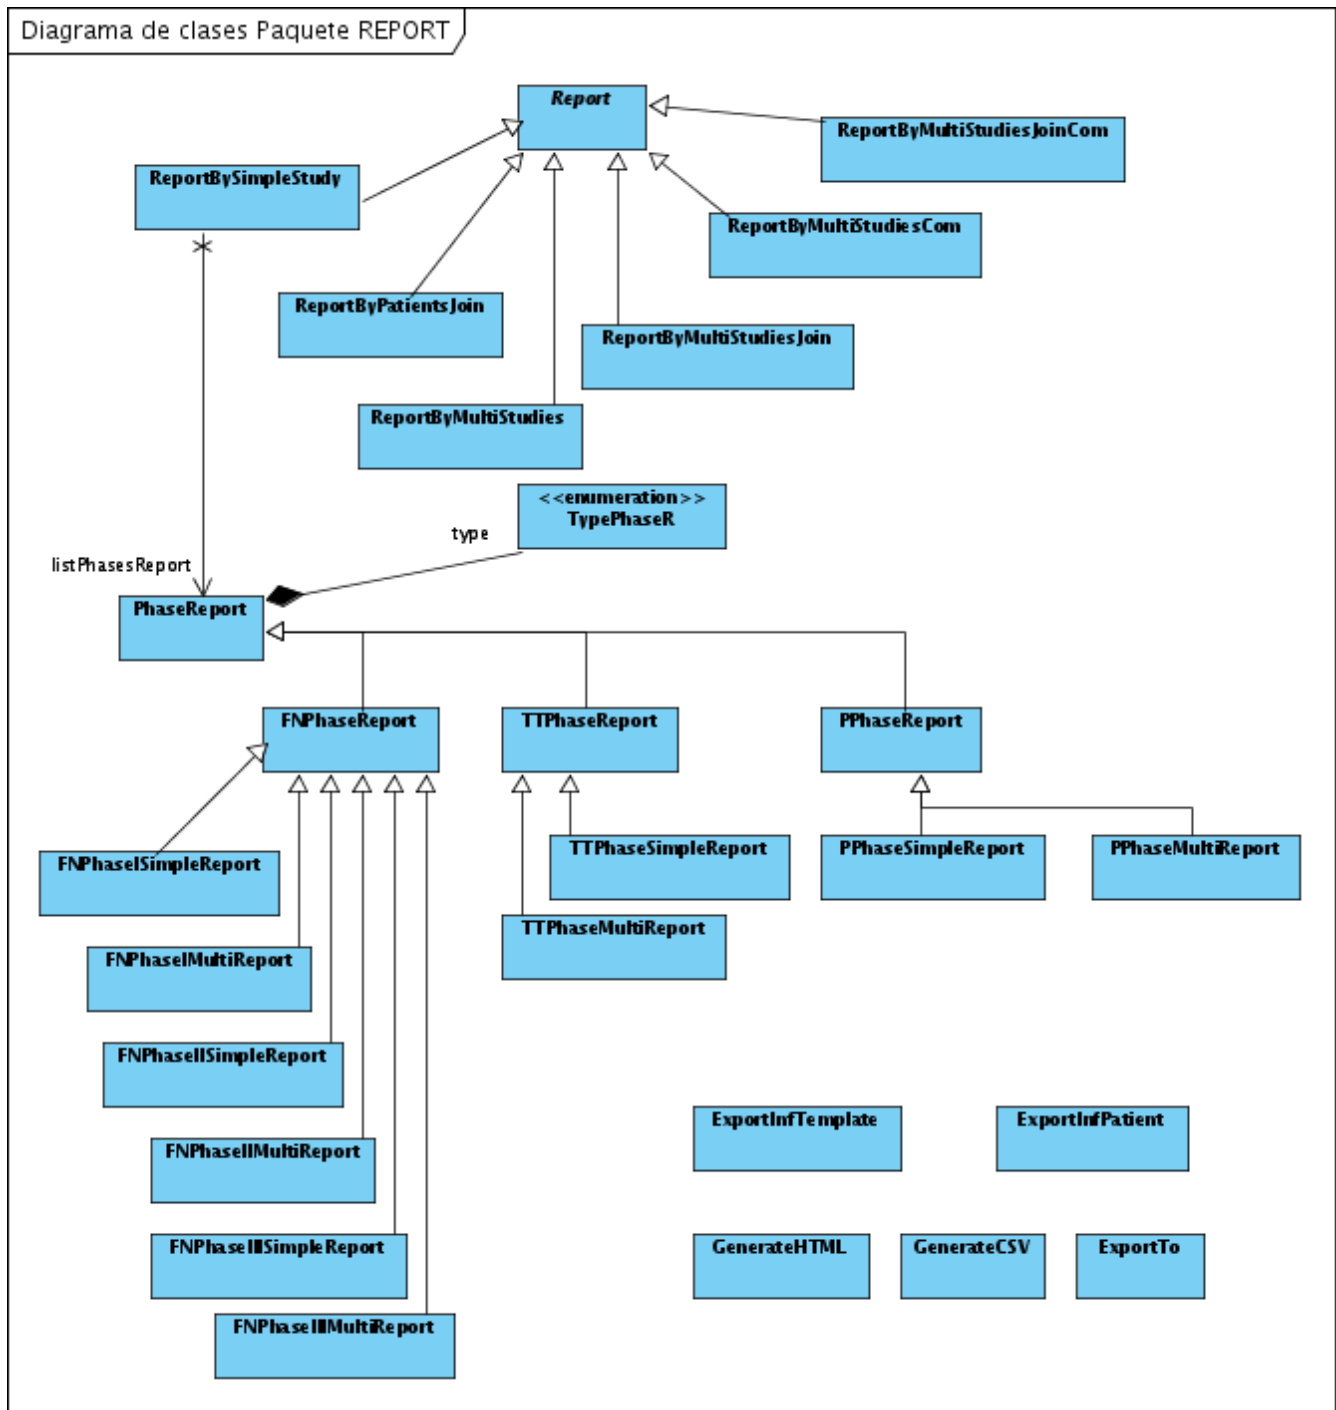 Diagrama de clases Paquete REPORT
Report
ReportByMultiStudiesJoinCom
ReportBySimpleStudy
ReportByMultiStudiesCom
ReportByPatientsJoin
ReportByMultiStudiesJoin
ReportByMultiStudies
<<enumeration>>
TypePhaseR
type
listPhasesReport
PhaseReport
FNPhaseReport
TTPhaseReport
PPhaseReport
FNPhaseISimpleReport
TTPhaseSimpleReport
PPhaseSimpleReport
PPhaseMultiReport
TTPhaseMultiReport
FNPhaseIMultiReport
FNPhaseIISimpleReport
FNPhaseIIMultiReport
FNPhaseIIISimpleReport
FNPhaseIIIMultiReport
ExportInfTemplate
ExportInfPatient
GenerateHTML
GenerateCSV
ExportTo